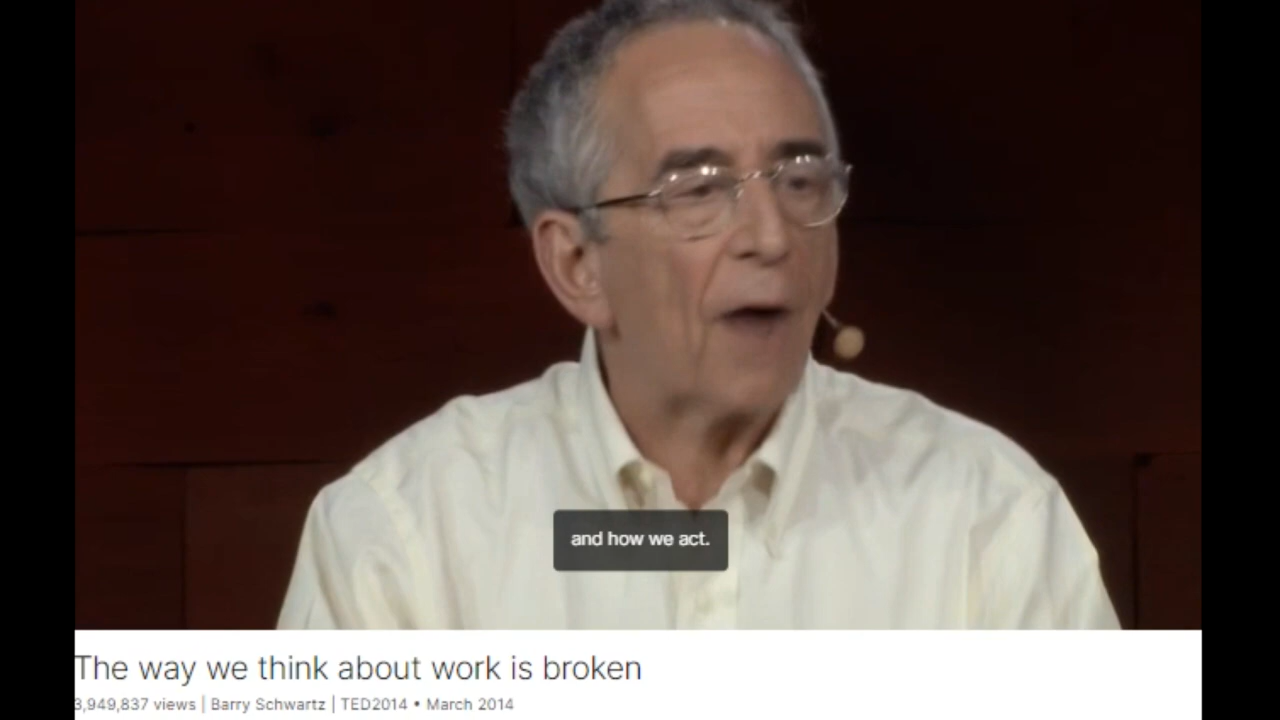 and how we act.
The way we think about work is broken
3,949,837 views | Barry Schwartz | TED2014 • March 2014